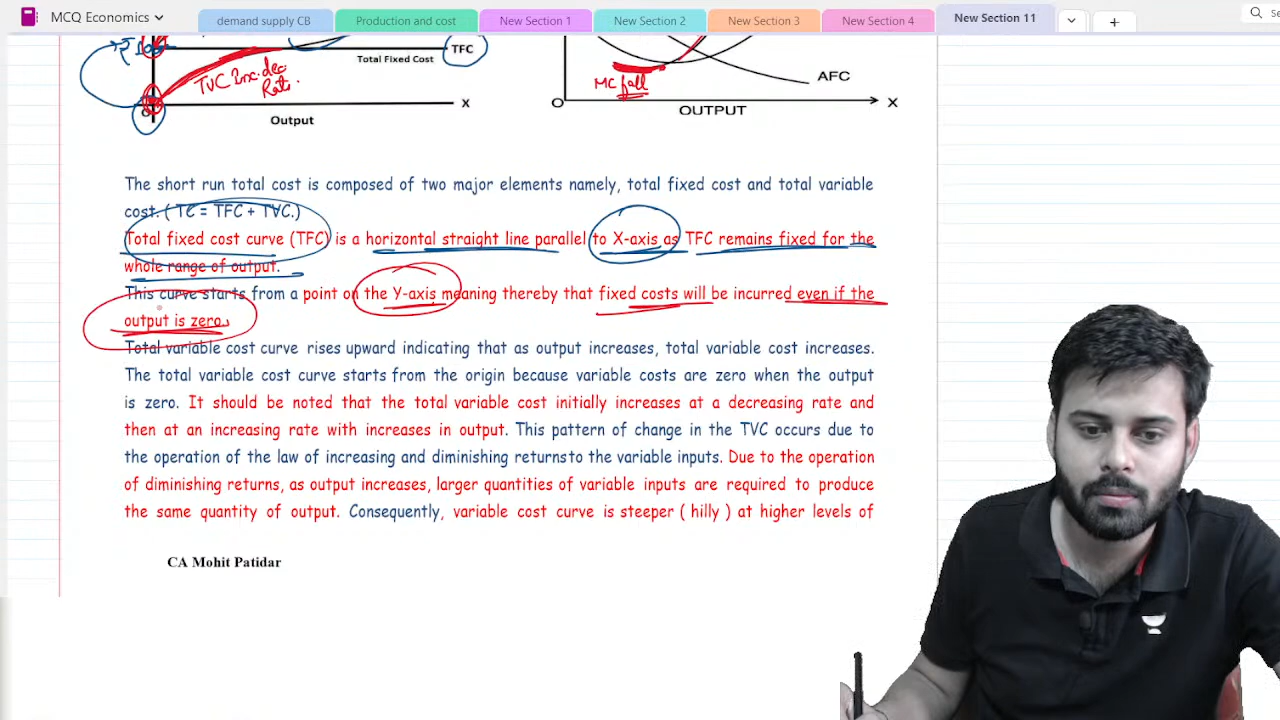 MCQ Economics
demand supply CB
Production and cost
New Section 1
New Section 2
New Section 3
New Section 4
New Section 11
TFC
Total Fixed Cost
TVC Inc. dec.
Rate.
X
Output
MC fall
AFC
O
X
OUTPUT
The short run total cost is composed of two major elements namely, total fixed cost and total variable
cost. ( TC = TFC + TVC.)
Total fixed cost curve (TFC) is a horizontal straight line parallel to X-axis as TFC remains fixed for the
whole range of output.
This curve starts from a point on the Y-axis meaning thereby that fixed costs will be incurred even if the
output is zero.
Total variable cost curve rises upward indicating that as output increases, total variable cost increases.
The total variable cost curve starts from the origin because variable costs are zero when the output
is zero. It should be noted that the total variable cost initially increases at a decreasing rate and
then at an increasing rate with increases in output. This pattern of change in the TVC occurs due to
the operation of the law of increasing and diminishing returns to the variable inputs. Due to the operation
of diminishing returns, as output increases, larger quantities of variable inputs are required to produce
the same quantity of output. Consequently, variable cost curve is steeper ( hilly ) at higher levels of
CA Mohit Patidar